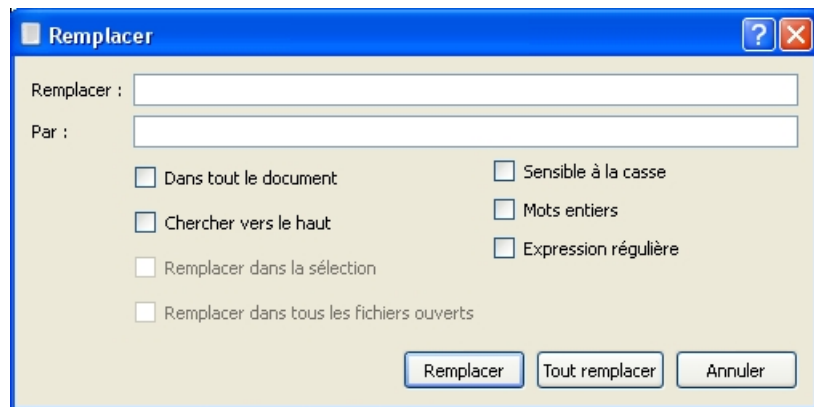 Remplacer
Remplacer :
Par :
Dans tout le document
Sensible à la casse
Chercher vers le haut
Mots entiers
Remplacer dans la sélection
Expression régulière
Remplacer dans tous les fichiers ouverts
Remplacer Tout remplacer Annuler